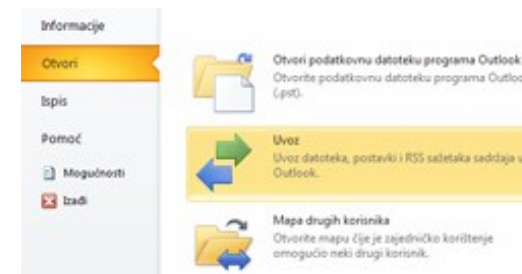 Informacije
Otvori
Ispis
Pomoć
Mogućnosti
Izađi
Otvori podatkovnu datoteku programa Outlook
Otvorite podatkovnu datoteku programa Outloo
(.pst).
Uvoz
Uvoz datoteka, postavki i RSS sažetaka sadržaja u
Outlook.
Mapa drugih korisnika
Otvorite mapu čije je zajedničko korištenje
omogućio neki drugi korisnik.